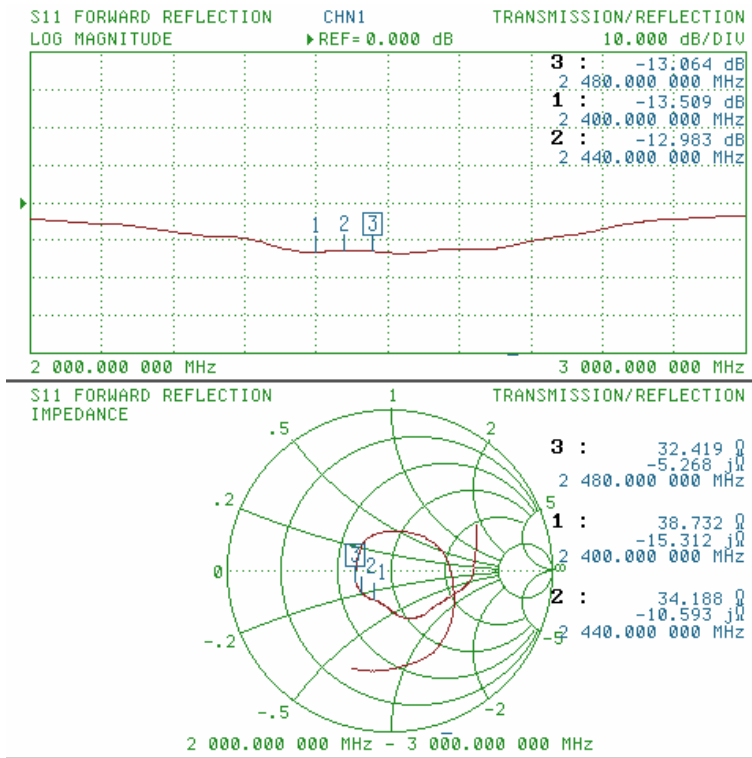 S11 FORWARD REFLECTION CHN1 TRANSMISSION/REFLECTION
LOG MAGNITUDE ▶REF= 0.000 dB 10.000 dB/DIV
3 : -13.064 dB
2 480.000 000 MHz
1 : -13.509 dB
2 400.000 000 MHz
2 : -12.983 dB
2 440.000 000 MHz
1 2 3
2 000.000 000 MHz 3 000.000 000 MHz
S11 FORWARD REFLECTION TRANSMISSION/REFLECTION
IMPEDANCE
1
.5 2
.2 5
0 ∞
-.2 -5
-.5 -2
3 2 1
3 : 32.419 Ω
-5.268 jΩ
2 480.000 000 MHz
1 : 38.732 Ω
-15.312 jΩ
2 400.000 000 MHz
2 : 34.188 Ω
-10.593 jΩ
2 440.000 000 MHz
2 000.000 000 MHz - 3 000.000 000 MHz